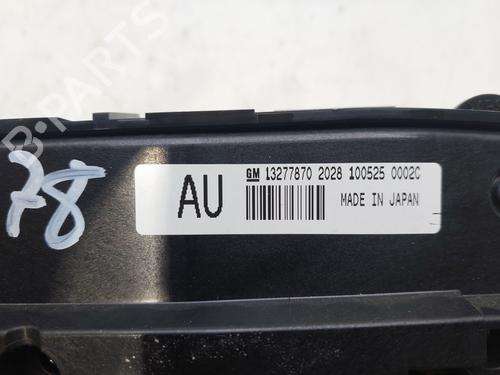 B-PARTS
78
GM 13277870 2028 100525 0002C
AU
MADE IN JAPAN